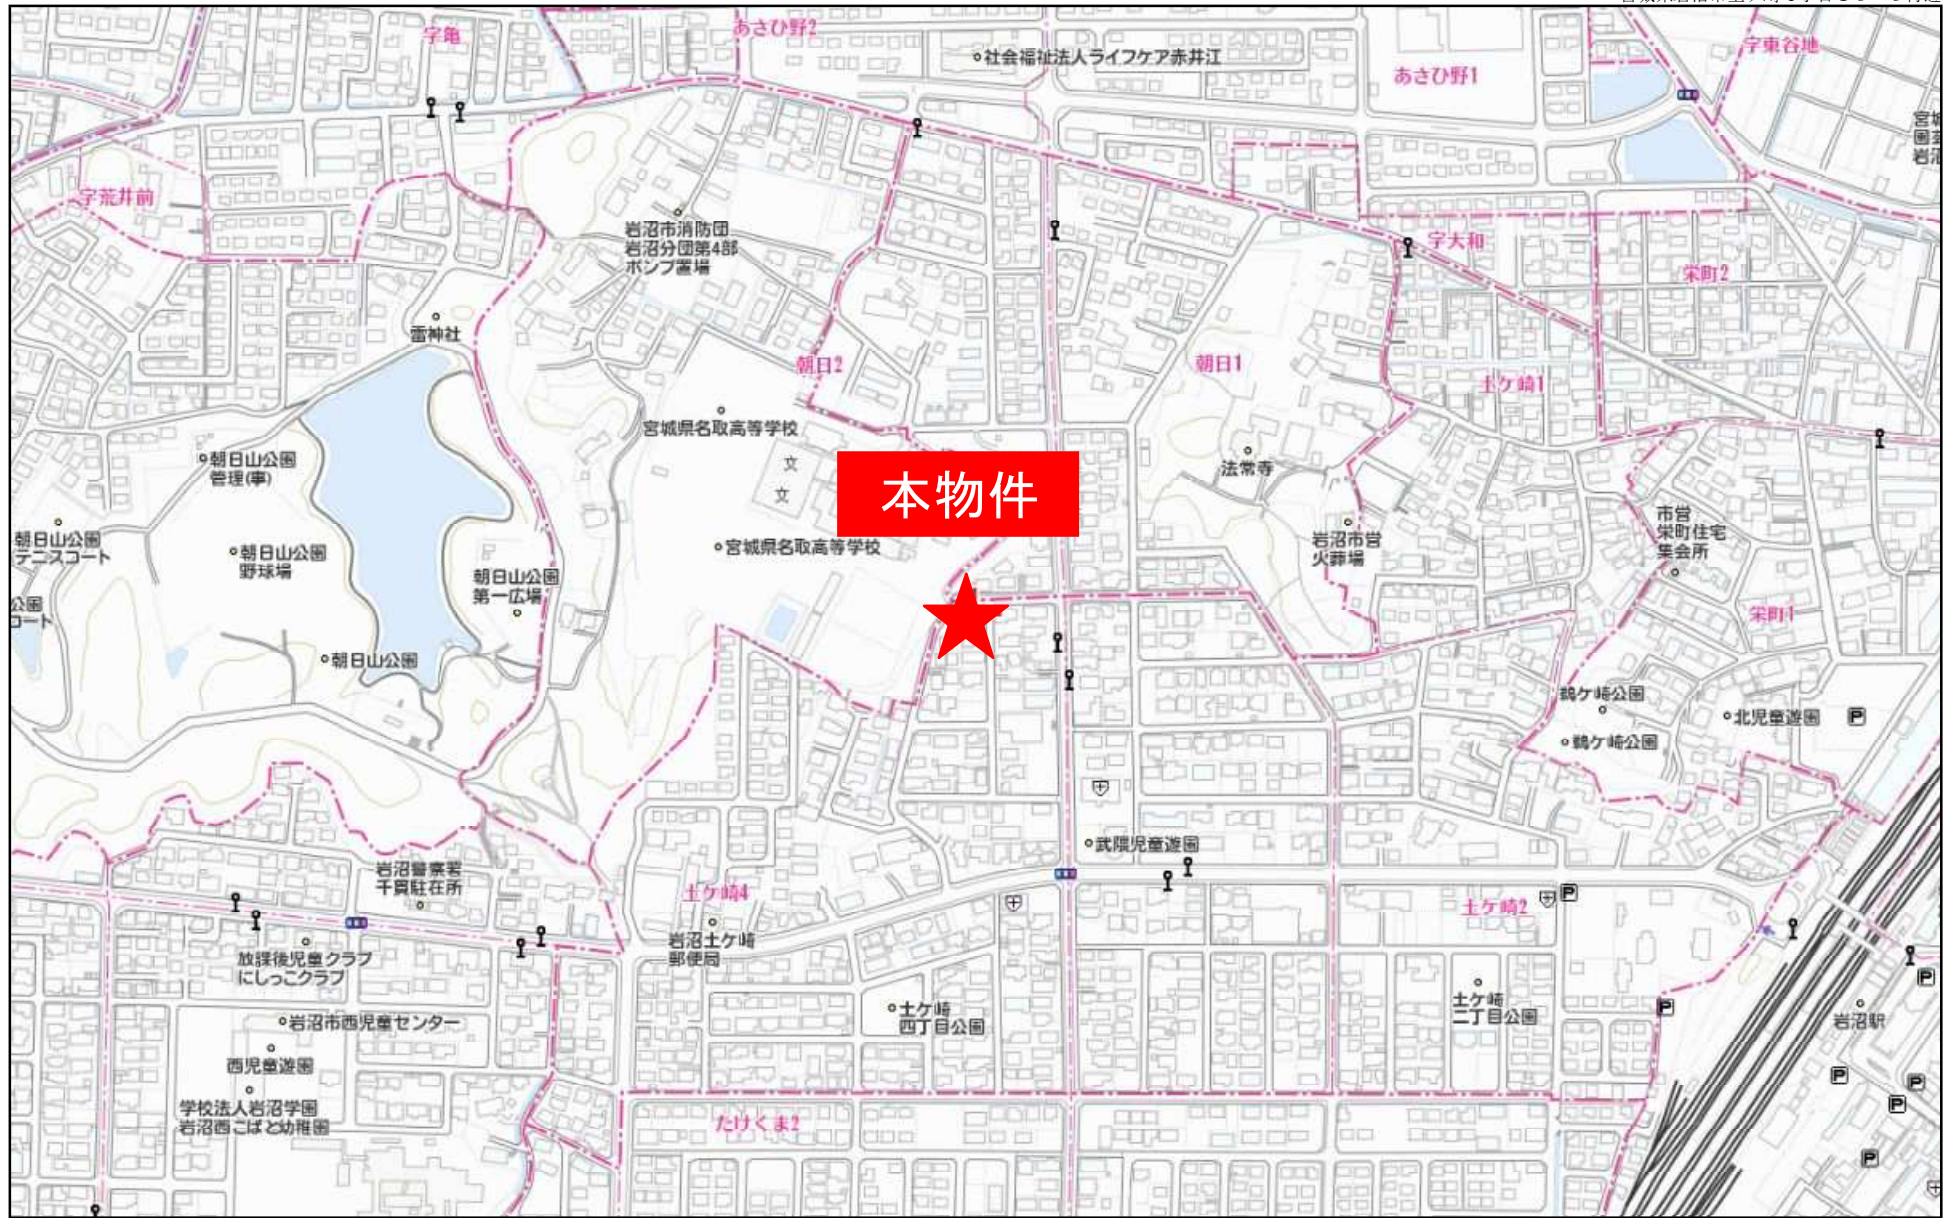 字亀
あさひ野2
社会福祉法人ライフケア赤井江
あさひ野1
字東谷地
字荒井前
岩沼市消防団
岩沼分団第4部
ポンプ置場
字大和
栄町2
雷神社
朝日2
朝日1
土ケ崎1
宮城県名取高等学校
文
文
本物件
法常寺
朝日山公園
管理(事)
朝日山公園
テニスコート
朝日山公園
野球場
宮城県名取高等学校
岩沼市営
火葬場
市営
栄町住宅
集会所
朝日山公園
第一広場
公園
コート
栄町1
朝日山公園
鵜ケ崎公園
北児童遊園
P
鵜ケ崎公園
武隈児童遊園
岩沼警察署
千貫駐在所
土ケ崎4
土ケ崎2
P
岩沼土ケ崎
郵便局
放課後児童クラブ
にしっこクラブ
P
土ケ崎
四丁目公園
土ケ崎
二丁目公園
P
岩沼駅
岩沼市西児童センター
西児童遊園
P
P
P
学校法人岩沼学園
岩沼西こばと幼稚園
たけくま2
P